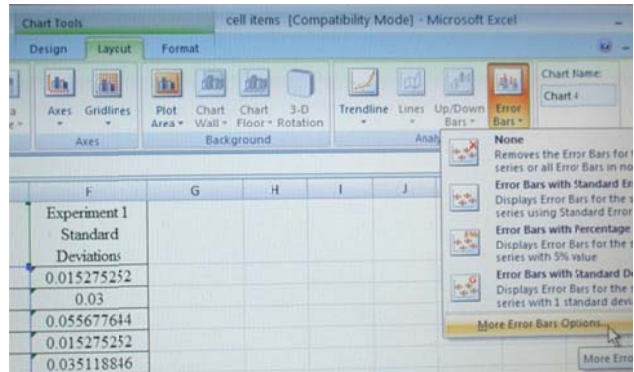 Chart Tools
cell items [Compatibility Mode] - Microsoft Excel
Design Layout Format
Axes Gridlines Plot Area Chart Wall Chart Floor 3-D Rotation Trendline Lines Up/Down Bars Error Bars
Chart Name:
Chart 4
Axes Background Analy
None
Removes the Error Bars for t
series or all Error Bars in no
Error Bars with Standard Er
Displays Error Bars for the s
series using Standard Error
Error Bars with Percentage
Displays Error Bars for the s
series with 5% value
Error Bars with Standard De
Displays Error Bars for the s
series with 1 standard devi
More Error Bars Options...
More Erro
F G H I J
Experiment 1
Standard
Deviations
0.015275252
0.03
0.055677644
0.015275252
0.035118846